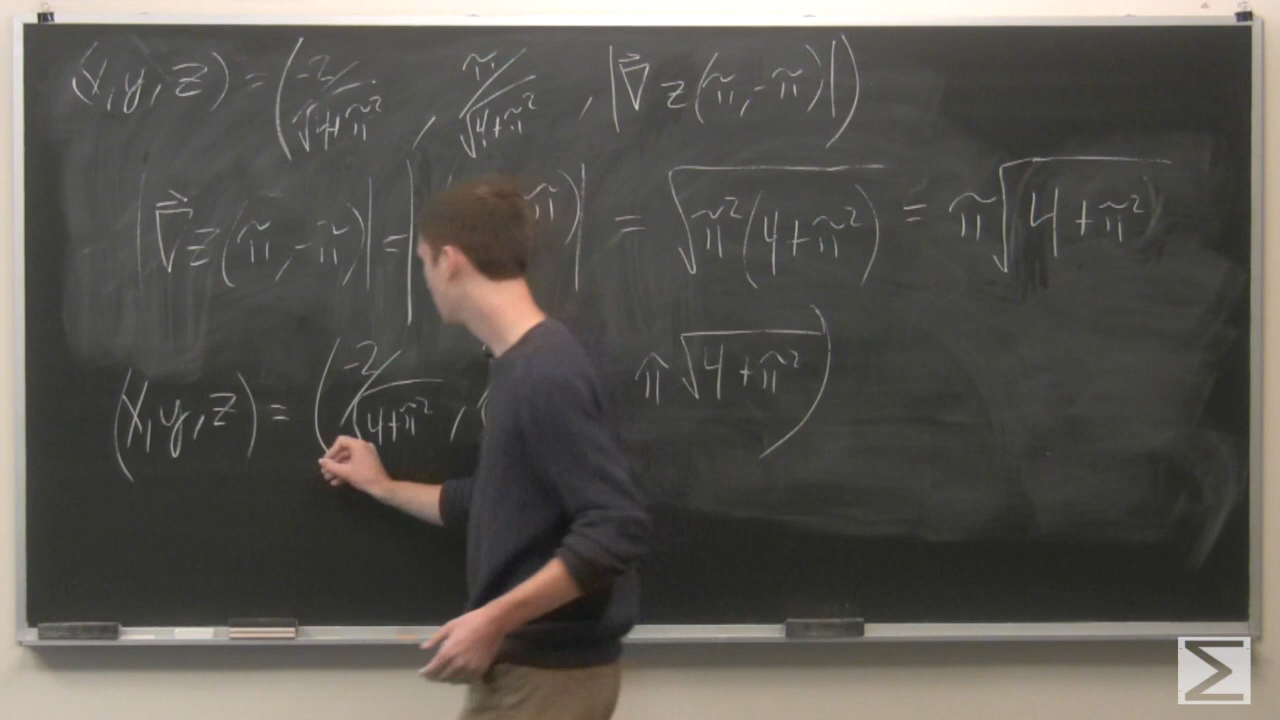 (x, y, z) = (-2/√4+π², π/√4+π², |∇⃗z(π, -π)|)
|∇⃗z(π, -π)| = | π)| = √π²(4+π²) = π√4+π²
(x, y, z) = (-2/√4+π², π√4+π²)
Σ